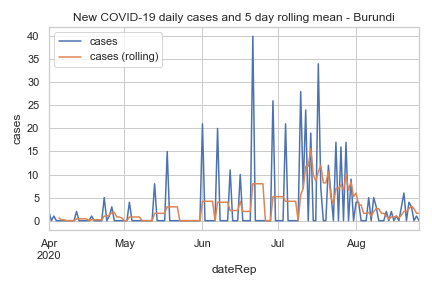 New COVID-19 daily cases and 5 day rolling mean - Burundi
cases
cases (rolling)
40
35
30
25
20
15
10
5
0
cases
Apr
2020
May
Jun
Jul
Aug
dateRep